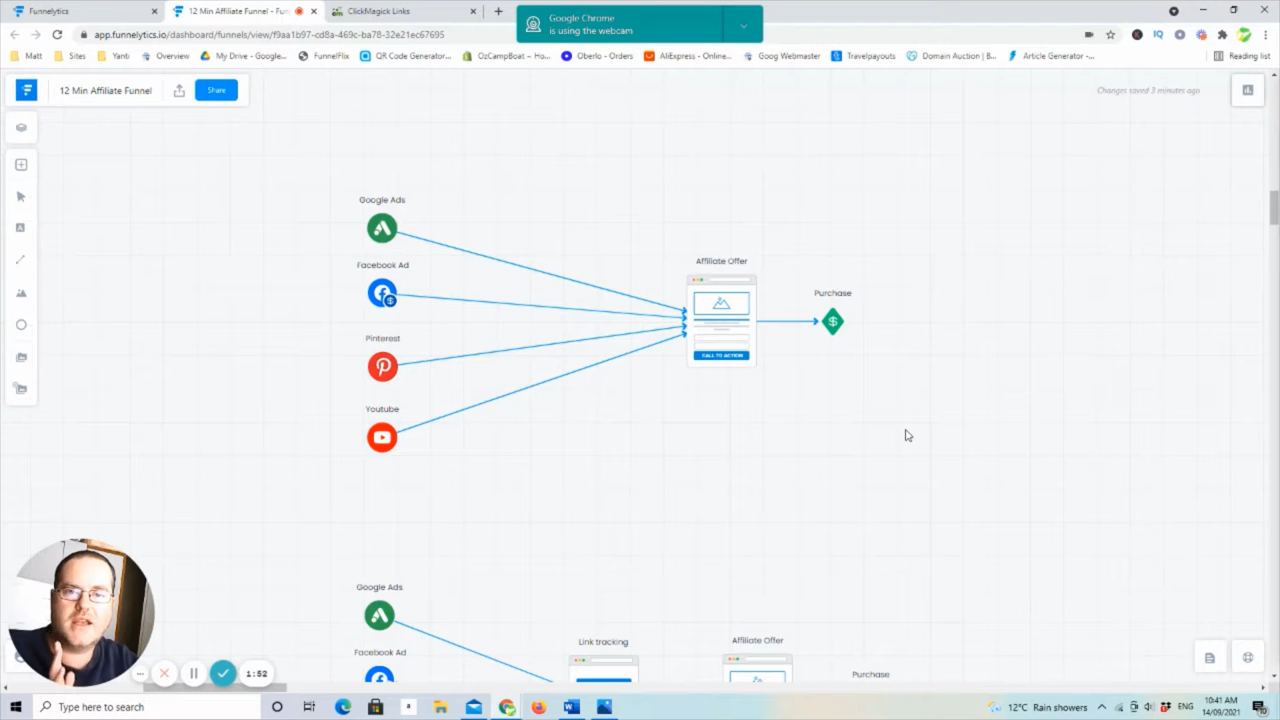 Funnelytics
12 Min Affiliate Funnel - Fun
ClickMagick Links
Google Chrome
is using the webcam
app.funnelytics.io/dashboard/funnels/view/f9aa1b97-cd8a-469c-ba78-32e21ec67695
Matt
Sites
Yanti
Overview
My Drive - Google...
FunnelFlix
QR Code Generator...
OzCampBoat – Ho...
Oberlo - Orders
AliExpress - Online...
Goog Webmaster
Travelpayouts
Domain Auction | B...
Article Generator -...
Reading list
12 Min Affiliate Funnel
Share
Changes saved 3 minutes ago
Google Ads
Facebook Ad
Affiliate Offer
CALL TO ACTION
Purchase
Pinterest
Youtube
Google Ads
Facebook Ad
Link tracking
Affiliate Offer
Purchase
1:52
Type here to search
12°C Rain showers
ENG
10:41 AM
14/09/2021